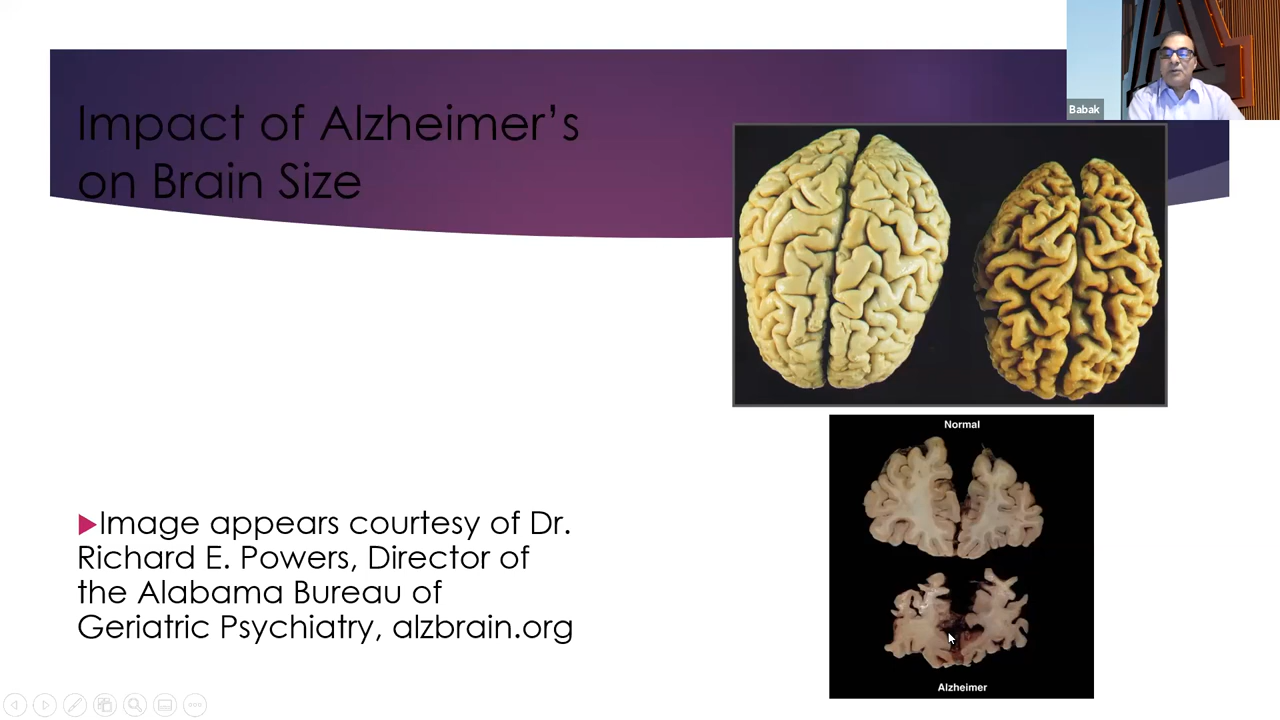 Babak
Impact of Alzheimer’s
on Brain Size
Normal
▶Image appears courtesy of Dr.
Richard E. Powers, Director of
the Alabama Bureau of
Geriatric Psychiatry, alzbrain.org
Alzheimer